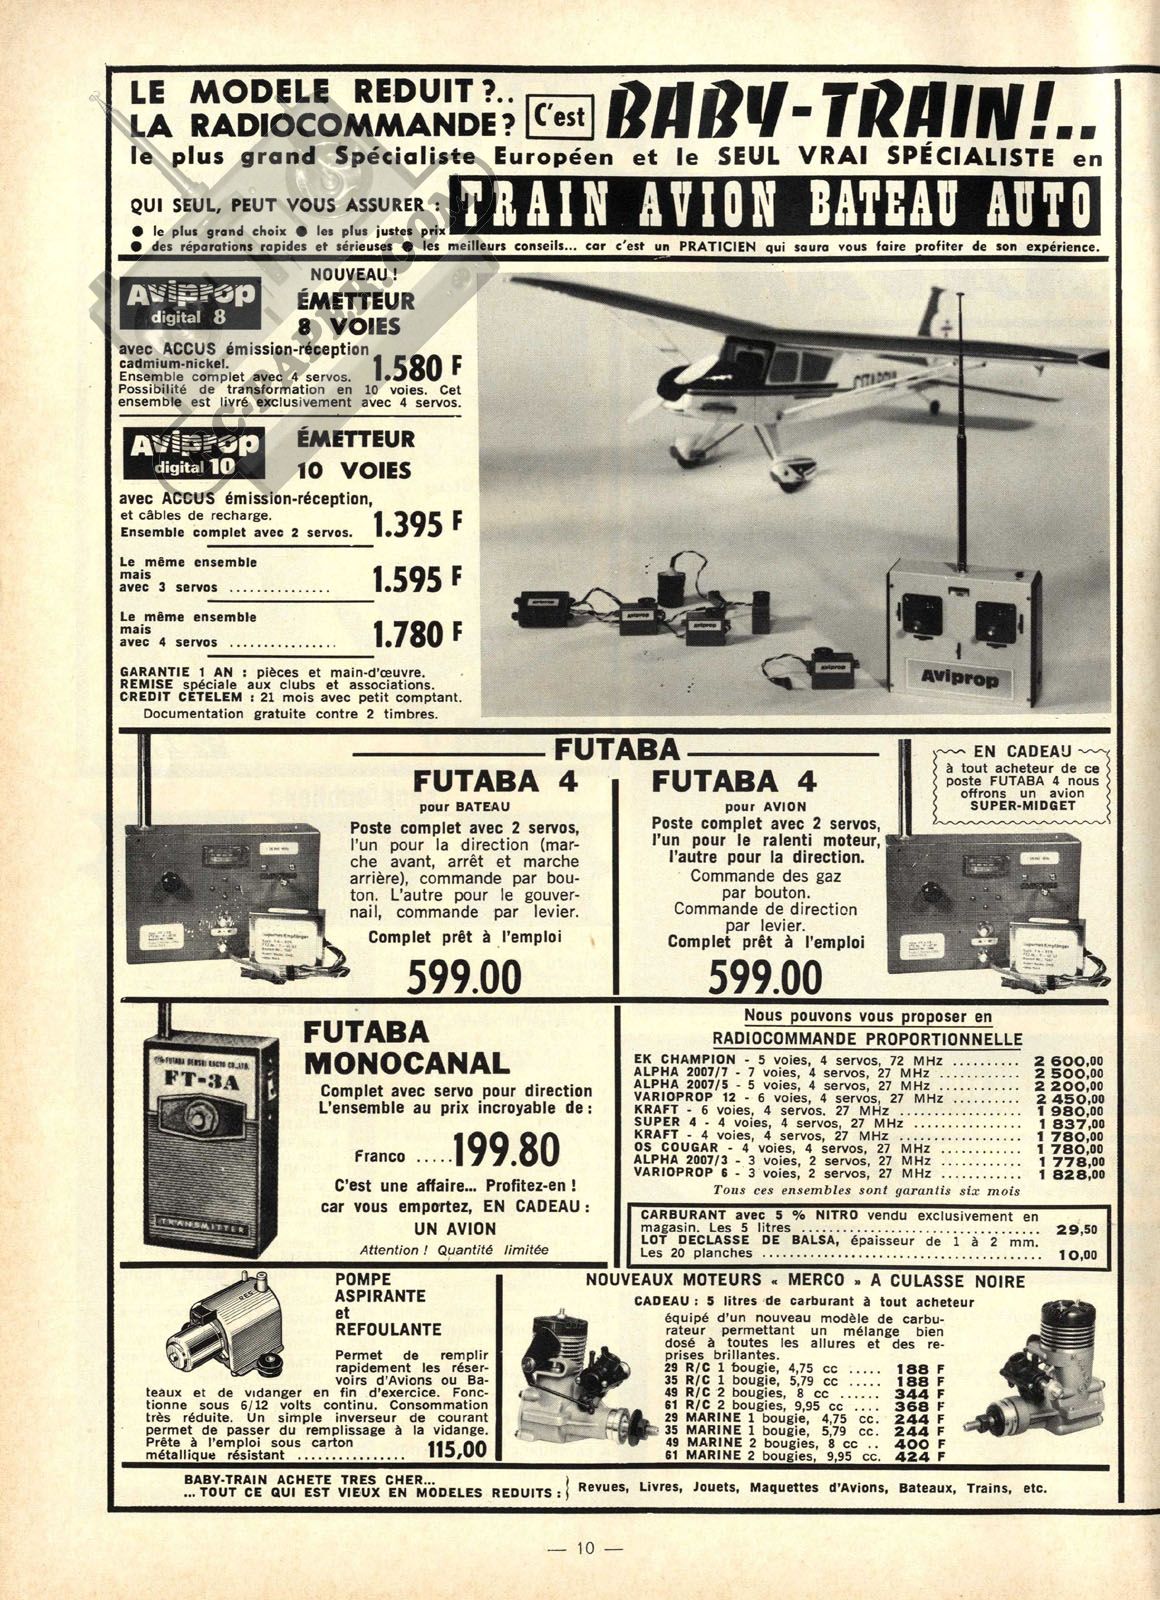 LE MODELE REDUIT?..
LA RADIOCOMMANDE?
C'est
BABY-TRAIN!..
le plus grand Spécialiste Européen et le SEUL VRAI SPÉCIALISTE en
QUI SEUL, PEUT VOUS ASSURER :
TRAIN AVION BATEAU AUTO
● le plus grand choix ● les plus justes prix
● des réparations rapides et sérieuses ● les meilleurs conseils... car c'est un PRATICIEN qui saura vous faire profiter de son expérience.
RC-PAPER.COM
Aviprop
digital 8
NOUVEAU !
ÉMETTEUR
8 VOIES
avec ACCUS émission-réception
cadmium-nickel.
Ensemble complet avec 4 servos.
1.580 F
Possibilité de transformation en 10 voies. Cet
ensemble est livré exclusivement avec 4 servos.
Aviprop
digital 10
ÉMETTEUR
10 VOIES
avec ACCUS émission-réception,
et câbles de recharge.
Ensemble complet avec 2 servos.
1.395 F
Le même ensemble
mais
avec 3 servos ...............
1.595 F
Le même ensemble
mais
avec 4 servos ...............
1.780 F
GARANTIE 1 AN : pièces et main-d'œuvre.
REMISE spéciale aux clubs et associations.
CREDIT CETELEM : 21 mois avec petit comptant.
Documentation gratuite contre 2 timbres.
Aviprop
Aviprop
Aviprop
Aviprop
Aviprop
FUTABA
FUTABA 4
pour BATEAU
Poste complet avec 2 servos,
l'un pour la direction (mar-
che avant, arrêt et marche
arrière), commande par bou-
ton. L'autre pour le gouver-
nail, commande par levier.
Complet prêt à l'emploi
599.00
FUTABA 4
pour AVION
Poste complet avec 2 servos,
l'un pour le ralenti moteur,
l'autre pour la direction.
Commande des gaz
par bouton.
Commande de direction
par levier.
Complet prêt à l'emploi
599.00
EN CADEAU
à tout acheteur de ce
poste FUTABA 4 nous
offrons un avion
SUPER-MIDGET
FUTABA DENSHI KAGYO CO., LTD.
FT-3A
TRANSMITTER
FUTABA
MONOCANAL
Complet avec servo pour direction
L'ensemble au prix incroyable de :
Franco ..... 199.80
C'est une affaire... Profitez-en !
car vous emportez, EN CADEAU :
UN AVION
Attention ! Quantité limitée
Nous pouvons vous proposer en
RADIOCOMMANDE PROPORTIONNELLE
EK CHAMPION - 5 voies, 4 servos, 72 MHz .......... 2 600,00
ALPHA 2007/7 - 7 voies, 4 servos, 27 MHz .......... 2 500,00
ALPHA 2007/5 - 5 voies, 4 servos, 27 MHz .......... 2 200,00
VARIOPROP 12 - 6 voies, 4 servos, 27 MHz .......... 2 450,00
KRAFT - 6 voies, 4 servos. 27 MHz .......... 1 980,00
SUPER 4 - 4 voies, 4 servos, 27 MHz .......... 1 837,00
KRAFT - 4 voies, 4 servos, 27 MHz .......... 1 780,00
OS COUGAR - 4 voies, 4 servos, 27 MHz .......... 1 780,00
ALPHA 2007/3 - 3 voies, 2 servos, 27 MHz .......... 1 778,00
VARIOPROP 6 - 3 voies, 2 servos, 27 MHz .......... 1 828,00
Tous ces ensembles sont garantis six mois
CARBURANT avec 5 % NITRO vendu exclusivement en
magasin. Les 5 litres .......... 29,50
LOT DECLASSE DE BALSA, épaisseur de 1 à 2 mm.
Les 20 planches .......... 10,00
POMPE
ASPIRANTE
et
REFOULANTE
Permet de remplir
rapidement les réser-
voirs d'Avions ou Ba-
teaux et de vidanger en fin d'exercice. Fonc-
tionne sous 6/12 volts continu. Consommation
très réduite. Un simple inverseur de courant
permet de passer du remplissage à la vidange.
Prête à l'emploi sous carton
métallique résistant ............... 115,00
NOUVEAUX MOTEURS « MERCO » A CULASSE NOIRE
CADEAU : 5 litres de carburant à tout acheteur
équipé d'un nouveau modèle de carbu-
rateur permettant un mélange bien
dosé à toutes les allures et des re-
prises brillantes.
29 R/C 1 bougie, 4,75 cc ..... 188 F
35 R/C 1 bougie, 5,79 cc ..... 188 F
49 R/C 2 bougies, 8 cc ...... 344 F
61 R/C 2 bougies, 9,95 cc .... 368 F
29 MARINE 1 bougie, 4,75 cc. 244 F
35 MARINE 1 bougie, 5,79 cc. 244 F
49 MARINE 2 bougies, 8 cc .. 400 F
61 MARINE 2 bougies, 9,95 cc. 424 F
BABY-TRAIN ACHETE TRES CHER...
... TOUT CE QUI EST VIEUX EN MODELES REDUITS :
Revues, Livres, Jouets, Maquettes d'Avions, Bateaux, Trains, etc.
— 10 —